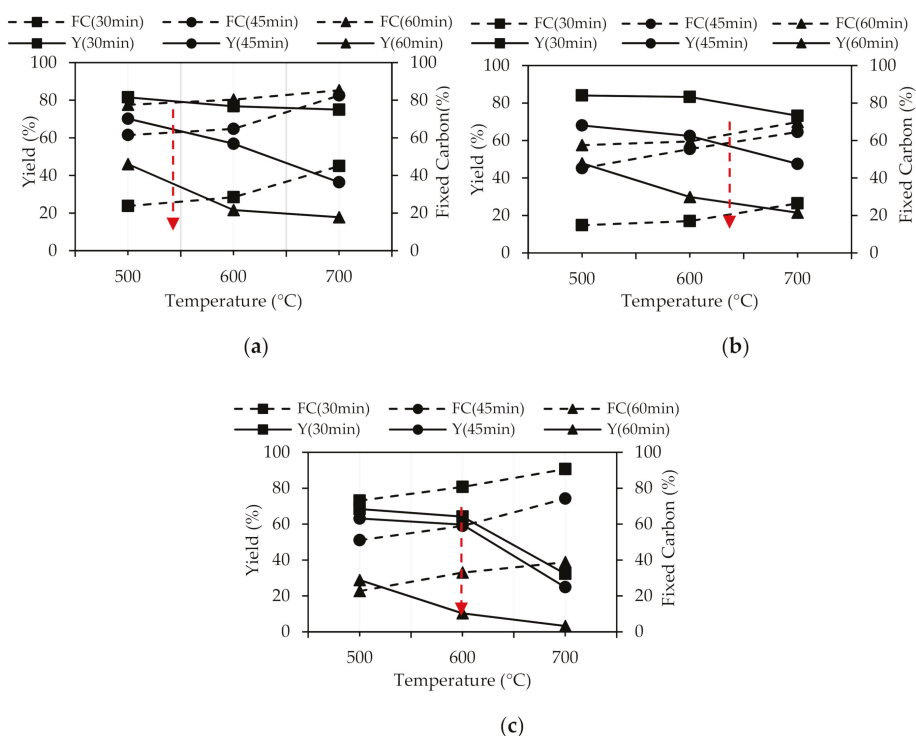 FC(30min) FC(45min) FC(60min)
Y(30min) Y(45min) Y(60min)
100 100
80 80
60 60
40 40
20 20
0 0
Yield (%)
Fixed Carbon(%)
500 600 700
Temperature (°C)
(a)
FC(30min) FC(45min) FC(60min)
Y(30min) Y(45min) Y(60min)
100 100
80 80
60 60
40 40
20 20
0 0
Yield (%)
Fixed Carbon (%)
500 600 700
Temperature (°C)
(b)
FC(30min) FC(45min) FC(60min)
Y(30min) Y(45min) Y(60min)
100 100
80 80
60 60
40 40
20 20
0 0
Yield (%)
Fixed Carbon (%)
500 600 700
Temperature (°C)
(c)